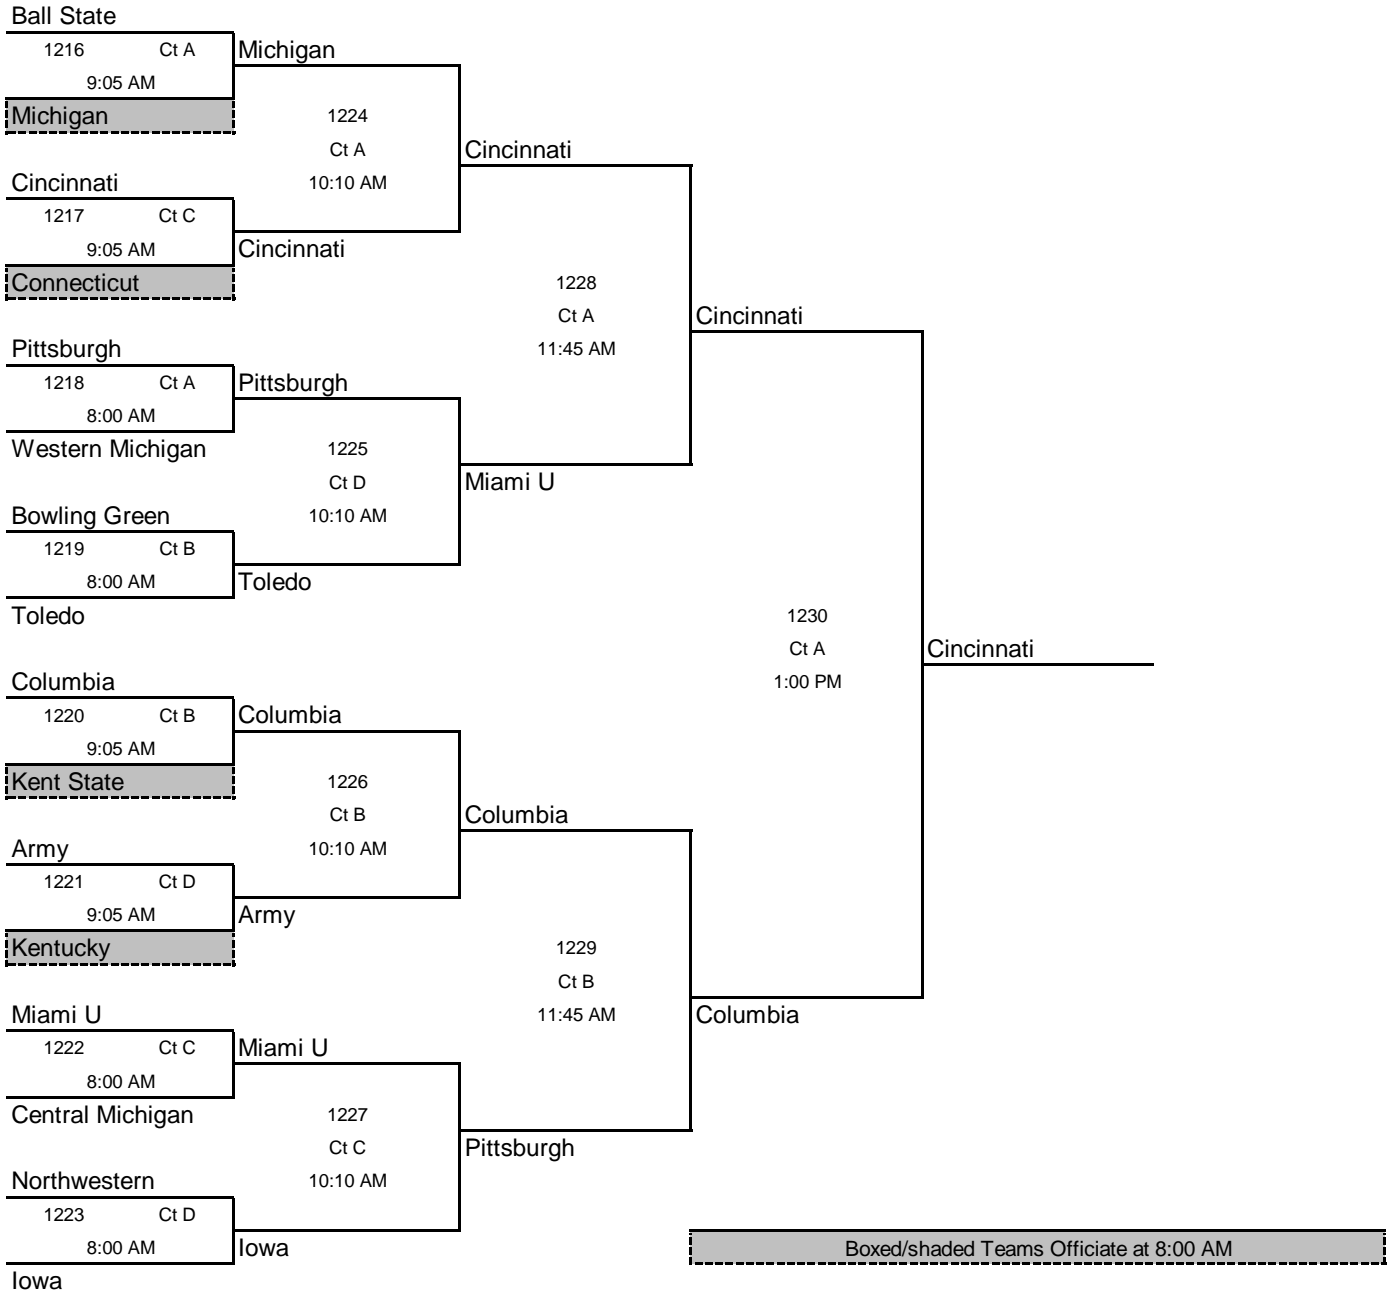 Ball State
1216 Ct A
Michigan
9:05 AM
Michigan
1224
Ct A
Cincinnati
Cincinnati
10:10 AM
1217 Ct C
9:05 AM
Cincinnati
Connecticut
1228
Ct A
Cincinnati
Pittsburgh
11:45 AM
1218 Ct A
Pittsburgh
8:00 AM
Western Michigan
1225
Ct D
Miami U
Bowling Green
10:10 AM
1219 Ct B
8:00 AM
Toledo
Toledo
1230
Ct A
Cincinnati
Columbia
1:00 PM
1220 Ct B
Columbia
9:05 AM
Kent State
1226
Ct B
Columbia
Army
10:10 AM
1221 Ct D
9:05 AM
Army
Kentucky
1229
Ct B
Miami U
11:45 AM
Columbia
1222 Ct C
Miami U
8:00 AM
Central Michigan
1227
Ct C
Pittsburgh
Northwestern
10:10 AM
1223 Ct D
8:00 AM
Iowa
Boxed/shaded Teams Officiate at 8:00 AM
Iowa